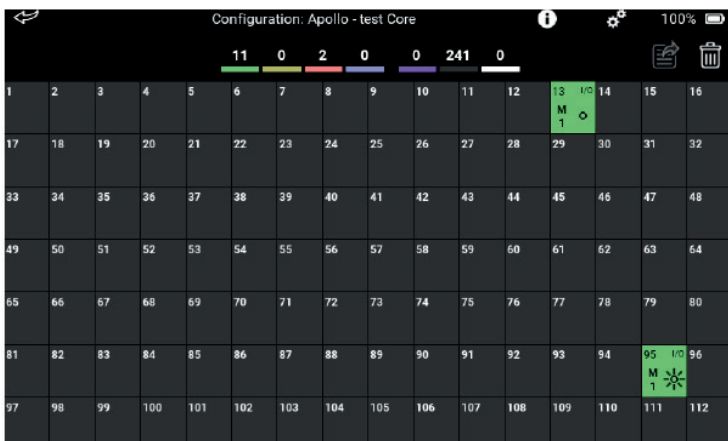 Configuration: Apollo - test Core 100%
11 0 2 0 0 241 0
1 2 3 4 5 6 7 8 9 10 11 12 13 I/O 14 15 16
M
1
17 18 19 20 21 22 23 24 25 26 27 28 29 30 31 32
33 34 35 36 37 38 39 40 41 42 43 44 45 46 47 48
49 50 51 52 53 54 55 56 57 58 59 60 61 62 63 64
65 66 67 68 69 70 71 72 73 74 75 76 77 78 79 80
81 82 83 84 85 86 87 88 89 90 91 92 93 94 95 I/O 96
M
1
97 98 99 100 101 102 103 104 105 106 107 108 109 110 111 112